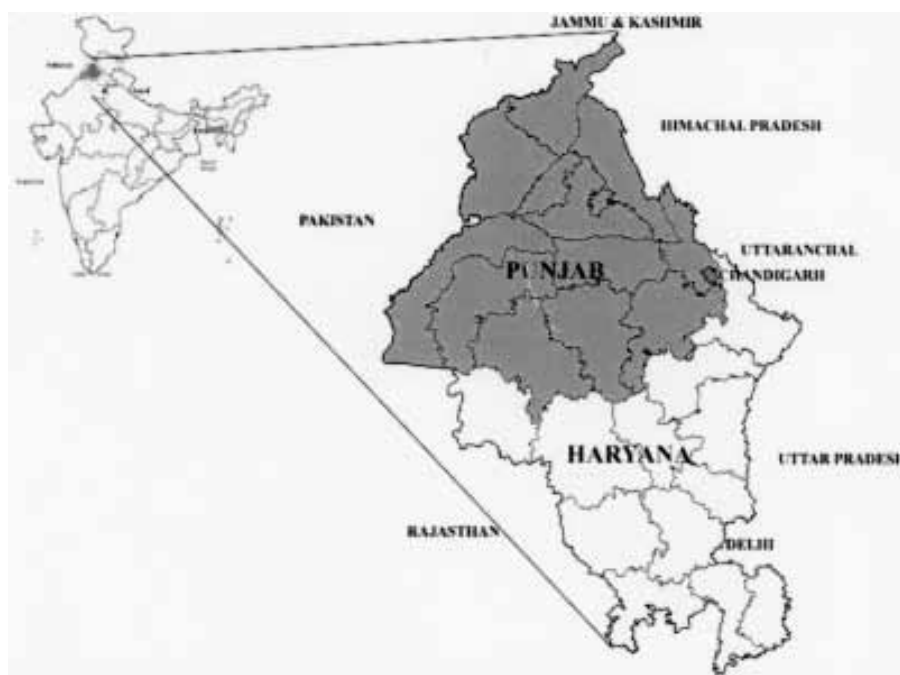 JAMMU & KASHMIR
HIMACHAL PRADESH
PAKISTAN
UTTARANCHAL
PUNJAB
CHANDIGARH
HARYANA
UTTAR PRADESH
RAJASTHAN
DELHI